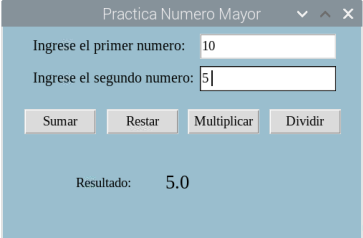 Practica Numero Mayor
Ingrese el primer numero: 10
Ingrese el segundo numero: 5
Sumar Restar Multiplicar Dividir
Resultado: 5.0